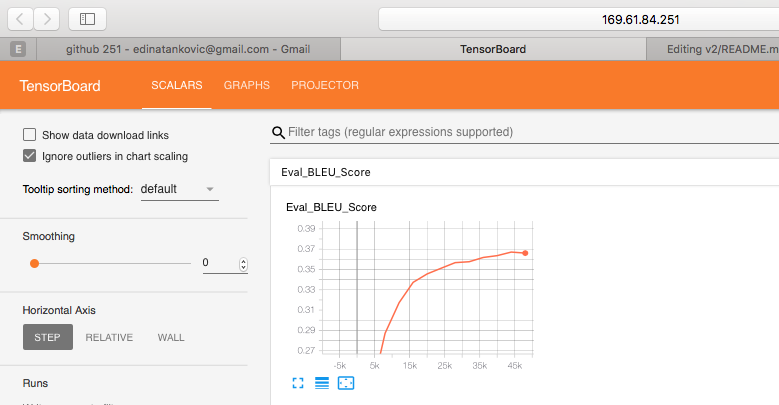 169.61.84.251
E
github 251 - edinatankovic@gmail.com - Gmail
TensorBoard
Editing v2/README.m
TensorBoard
SCALARS
GRAPHS
PROJECTOR
Show data download links
Ignore outliers in chart scaling
Tooltip sorting method: default
Smoothing
0
Horizontal Axis
STEP
RELATIVE
WALL
Runs
Filter tags (regular expressions supported)
Eval_BLEU_Score
Eval_BLEU_Score
0.39
0.37
0.35
0.33
0.31
0.29
0.27
-5k 5k 15k 25k 35k 45k